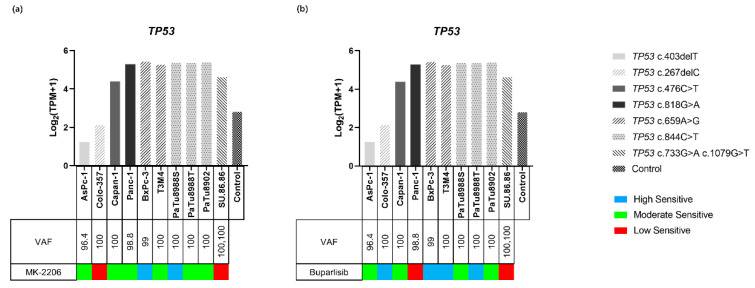 (a)
TP53
Log2(TPM+1)
6
4
2
0
AsPc-1
Colo-357
Capan-1
Panc-1
BxPc-3
T3M4
PaTu8988S
PaTu8988T
PaTu8902
SU.86.86
Control
VAF
96.4
100
100
98.8
99
100
100
100
100
100,100
MK-2206
(b)
TP53
Log2(TPM+1)
6
4
2
0
AsPc-1
Colo-357
Capan-1
Panc-1
BxPc-3
T3M4
PaTu8988S
PaTu8988T
PaTu8902
SU.86.86
Control
VAF
96.4
100
100
98.8
99
100
100
100
100
100,100
Buparlisib
TP53 c.403delT
TP53 c.267delC
TP53 c.476C>T
TP53 c.818G>A
TP53 c.659A>G
TP53 c.844C>T
TP53 c.733G>A c.1079G>T
Control
High Sensitive
Moderate Sensitive
Low Sensitive